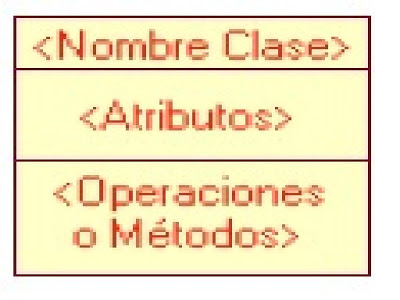 <Nombre Clase>
<Atributos>
<Operaciones
o Métodos>